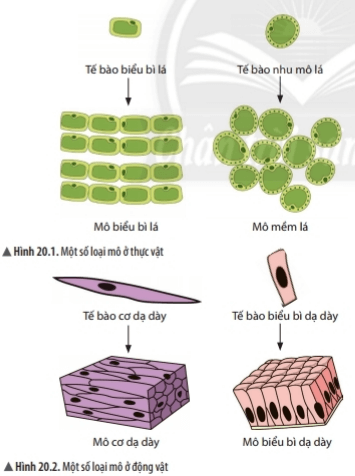 Tế bào biểu bì lá
Tế bào nhu mô lá
Mô biểu bì lá
Mô mềm lá
▲ Hình 20.1. Một số loại mô ở thực vật
Tế bào cơ dạ dày
Tế bào biểu bì dạ dày
Mô cơ dạ dày
Mô biểu bì dạ dày
▲ Hình 20.2. Một số loại mô ở động vật